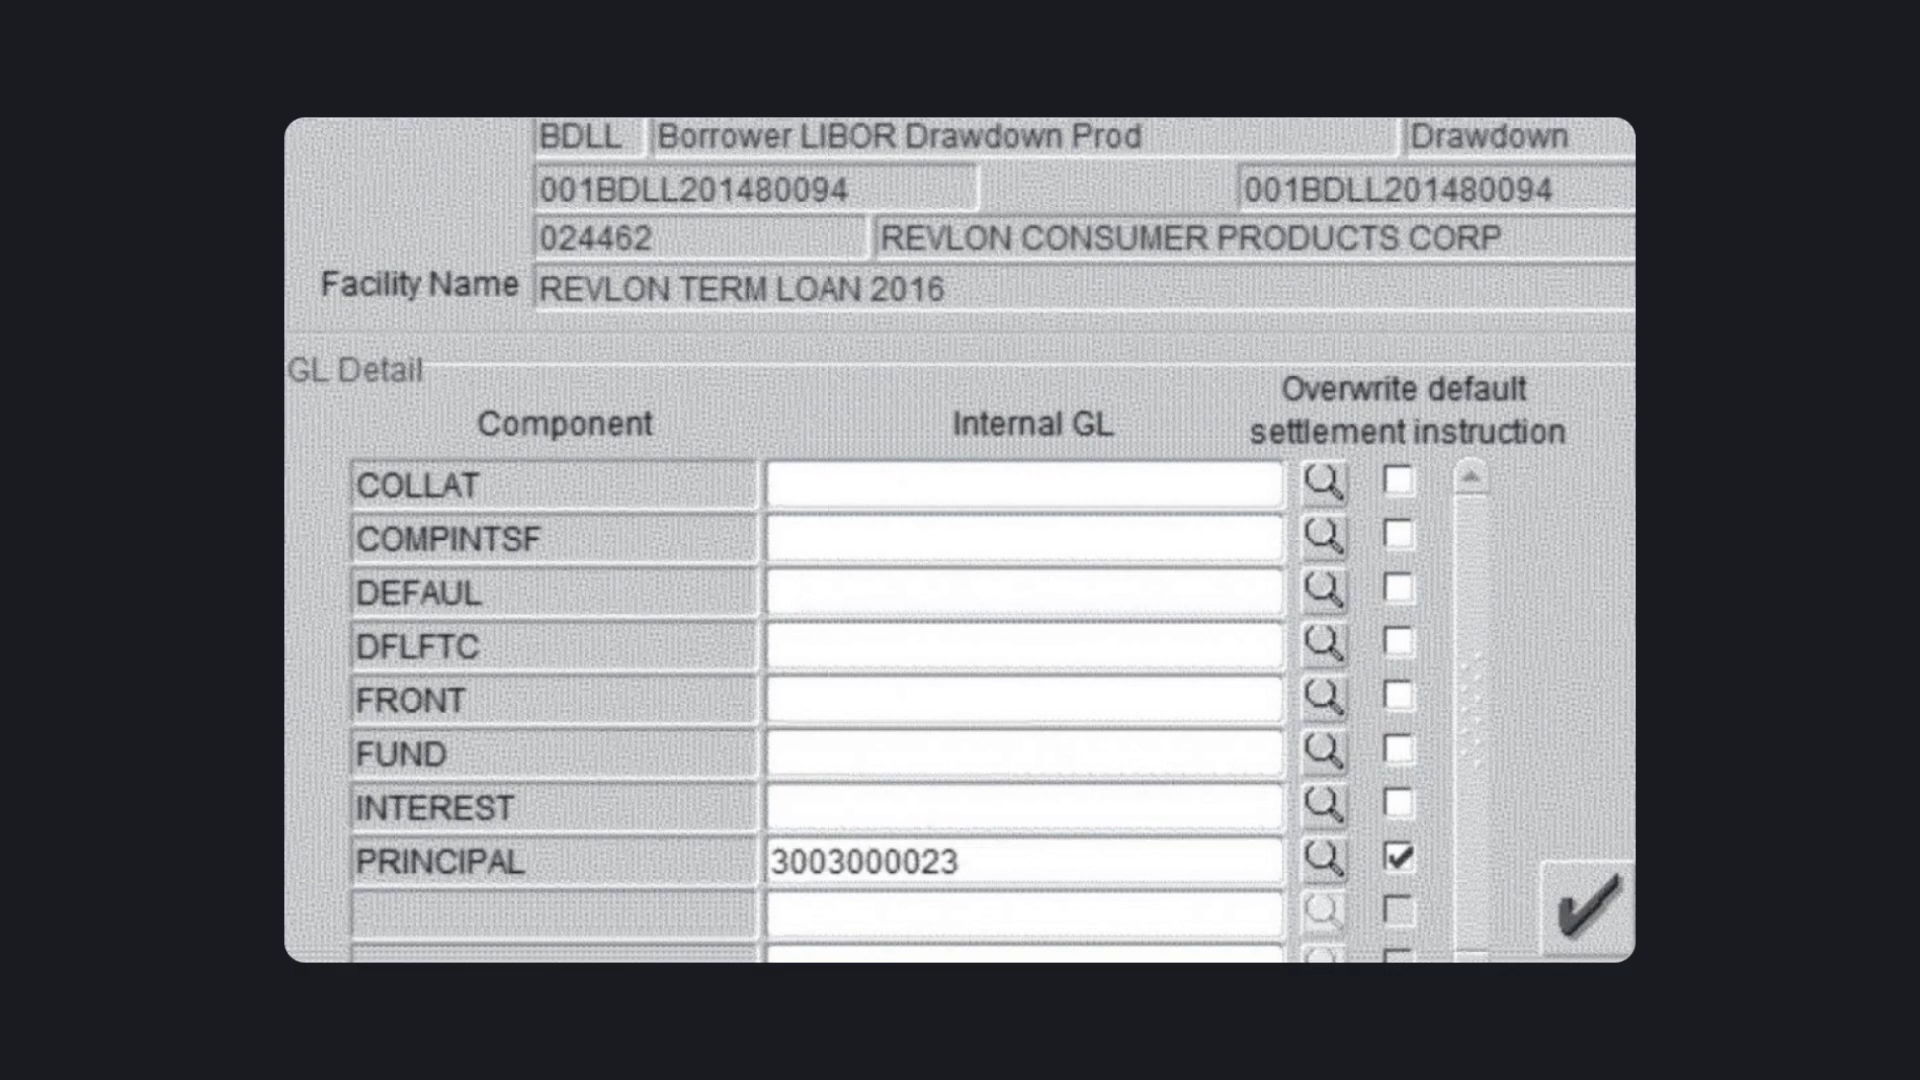 BDLL Borrower LIBOR Drawdown Prod Drawdown
001BDLL201480094 001BDLL201480094
024462 REVLON CONSUMER PRODUCTS CORP
Facility Name REVLON TERM LOAN 2016
GL Detail
Component Internal GL Overwrite default settlement instruction
COLLAT
COMPINTSF
DEFAUL
DFLFTC
FRONT
FUND
INTEREST
PRINCIPAL 3003000023